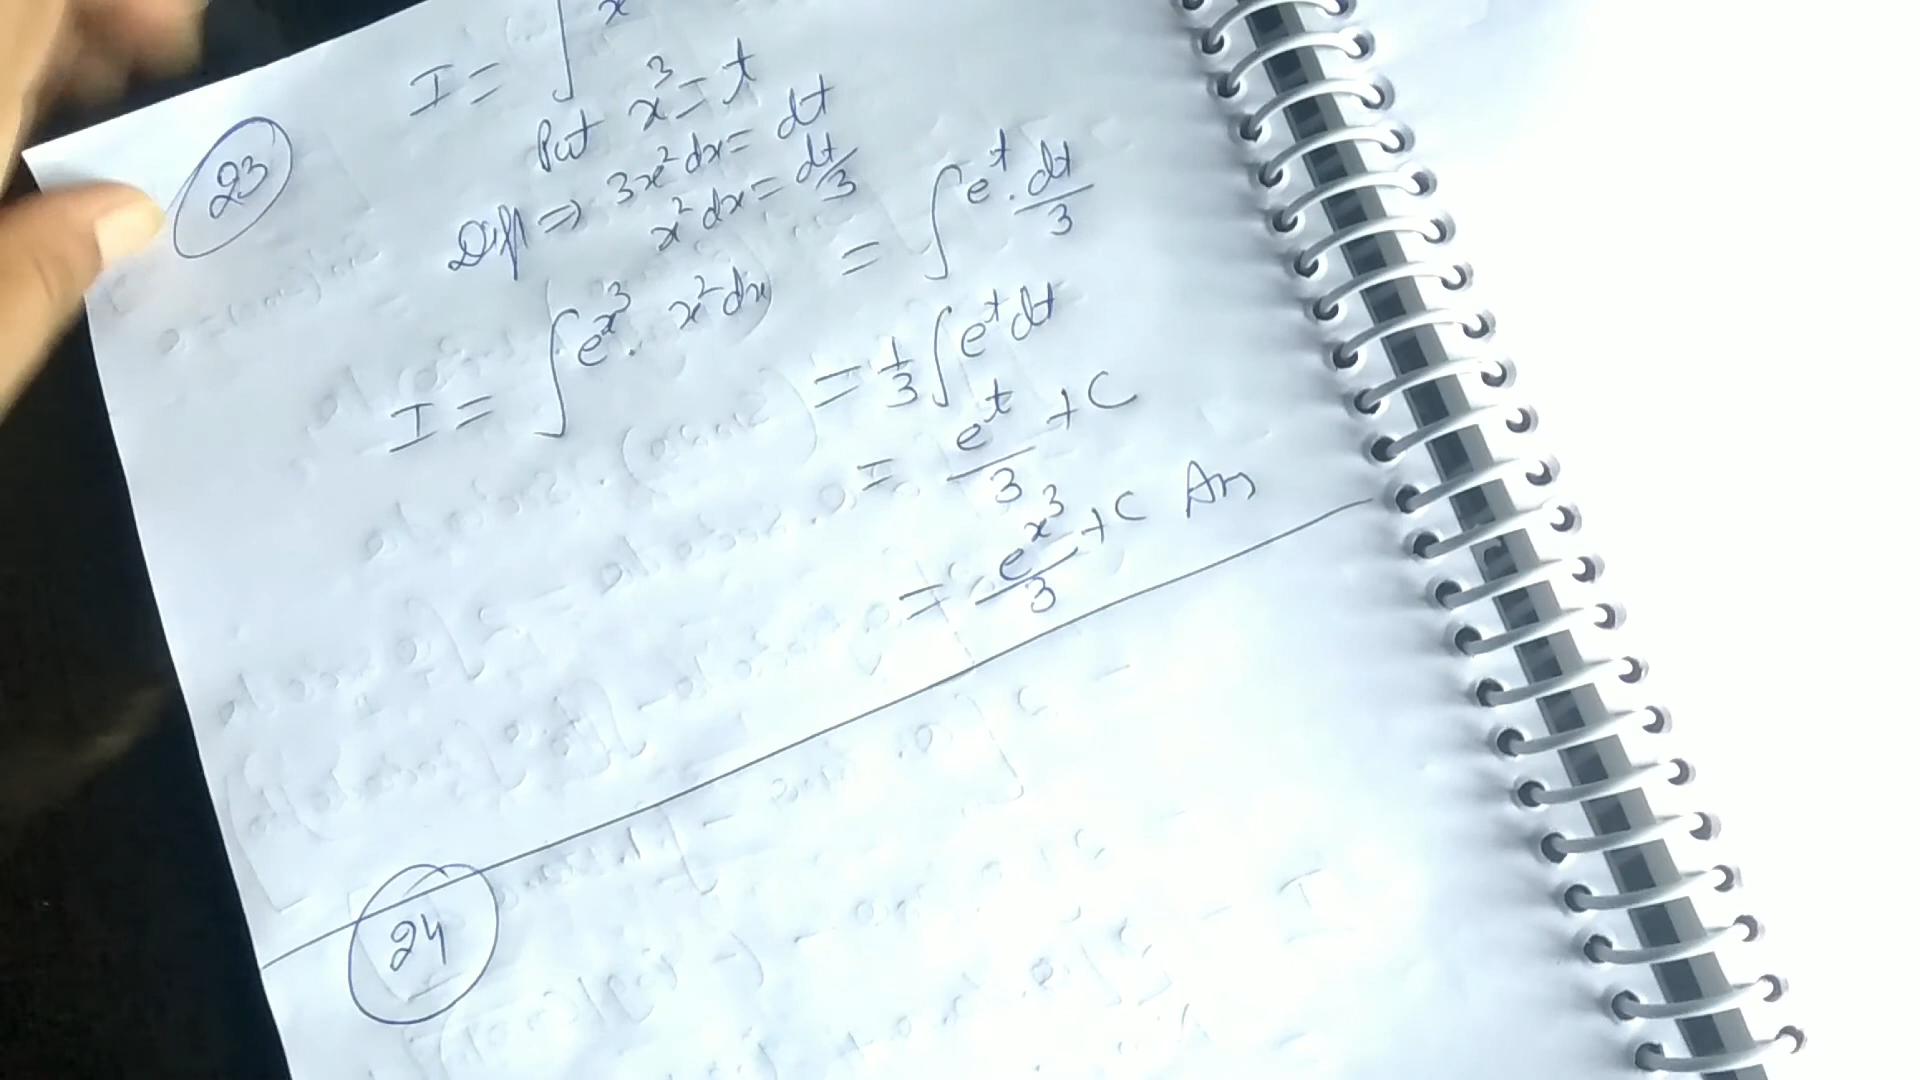 I = ∫ x
23
Put x³ = t
Diff ⇒ 3x² dx = dt
x² dx = dt/3
I = ∫ e^x³ . x² dx = ∫ e^t . dt/3
= 1/3 ∫ e^t dt
= e^t/3 + C
= e^x³/3 + C Ans
24